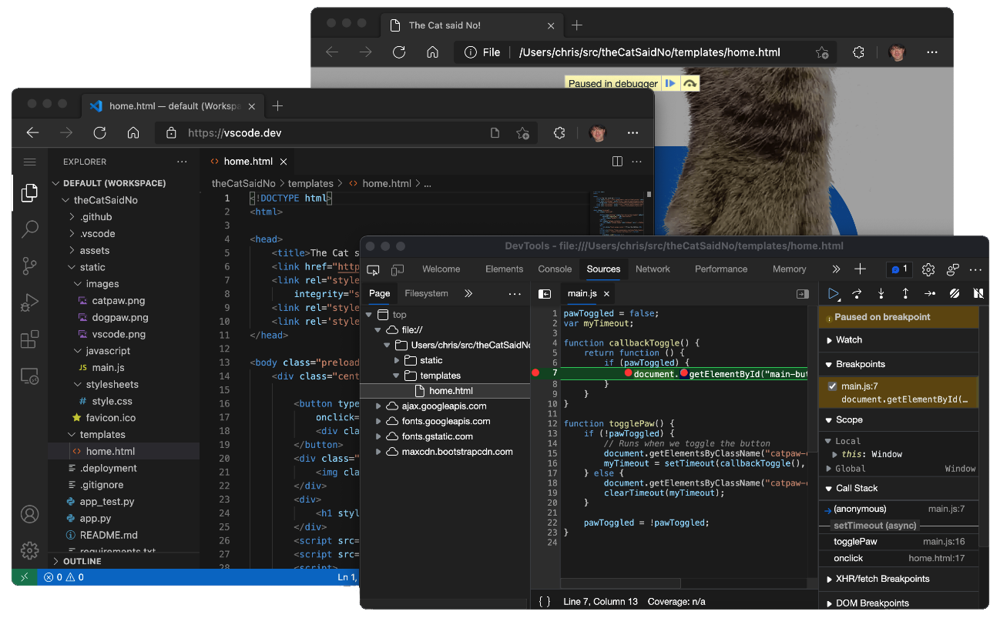 The Cat said No!
File
/Users/chris/src/theCatSaidNo/templates/home.html
Paused in debugger
home.html — default (Workspa
https://vscode.dev
EXPLORER
DEFAULT (WORKSPACE)
theCatSaidNo
.github
.vscode
assets
static
images
catpaw.png
dogpaw.png
vscode.png
javascript
JS main.js
stylesheets
# style.css
favicon.ico
templates
<> home.html
.deployment
.gitignore
app_test.py
app.py
README.md
requirements.txt
OUTLINE
0 0
<> home.html
theCatSaidNo > templates > <> home.html > ...
1 <!DOCTYPE html>
2 <html>
3
4 <head>
5 <title>The Cat s
6 <link href="http
7 <link rel="style
8 integrity="s
9 <link rel="style
10 <link rel='style
11 </head>
12
13 <body class="preload
14 <div class="cent
15
16 <button type
17 onclick=
18 <div cla
19 </button>
20 <div class="
21 <img cla
22 </div>
23 <div>
24 <h1 styl
25 </div>
26 <script src=
27 <script src=
28 <script>
Ln 1,
DevTools - file:///Users/chris/src/theCatSaidNo/templates/home.html
Welcome Elements Console Sources Network Performance Memory 1
Page Filesystem
top
file://
Users/chris/src/theCatSaidNo
static
templates
home.html
ajax.googleapis.com
fonts.googleapis.com
fonts.gstatic.com
maxcdn.bootstrapcdn.com
main.js
1 pawToggled = false;
2 var myTimeout;
3
4 function callbackToggle() {
5 return function () {
6 if (pawToggled) {
7 document.getElementById("main-but
8 }
9 }
10 }
11
12 function togglePaw() {
13 if (!pawToggled) {
14 // Runs when we toggle the button
15 document.getElementsByClassName("catpaw-
16 myTimeout = setTimeout(callbackToggle(),
17 } else {
18 document.getElementsByClassName("catpaw-
19 clearTimeout(myTimeout);
20 }
21
22 pawToggled = !pawToggled;
23 }
24
{ } Line 7, Column 13 Coverage: n/a
Paused on breakpoint
Watch
Breakpoints
main.js:7
document.getElementById(…
Scope
Local
this: Window
Global Window
Call Stack
(anonymous) main.js:7
setTimeout (async)
togglePaw main.js:16
onclick home.html:17
XHR/fetch Breakpoints
DOM Breakpoints